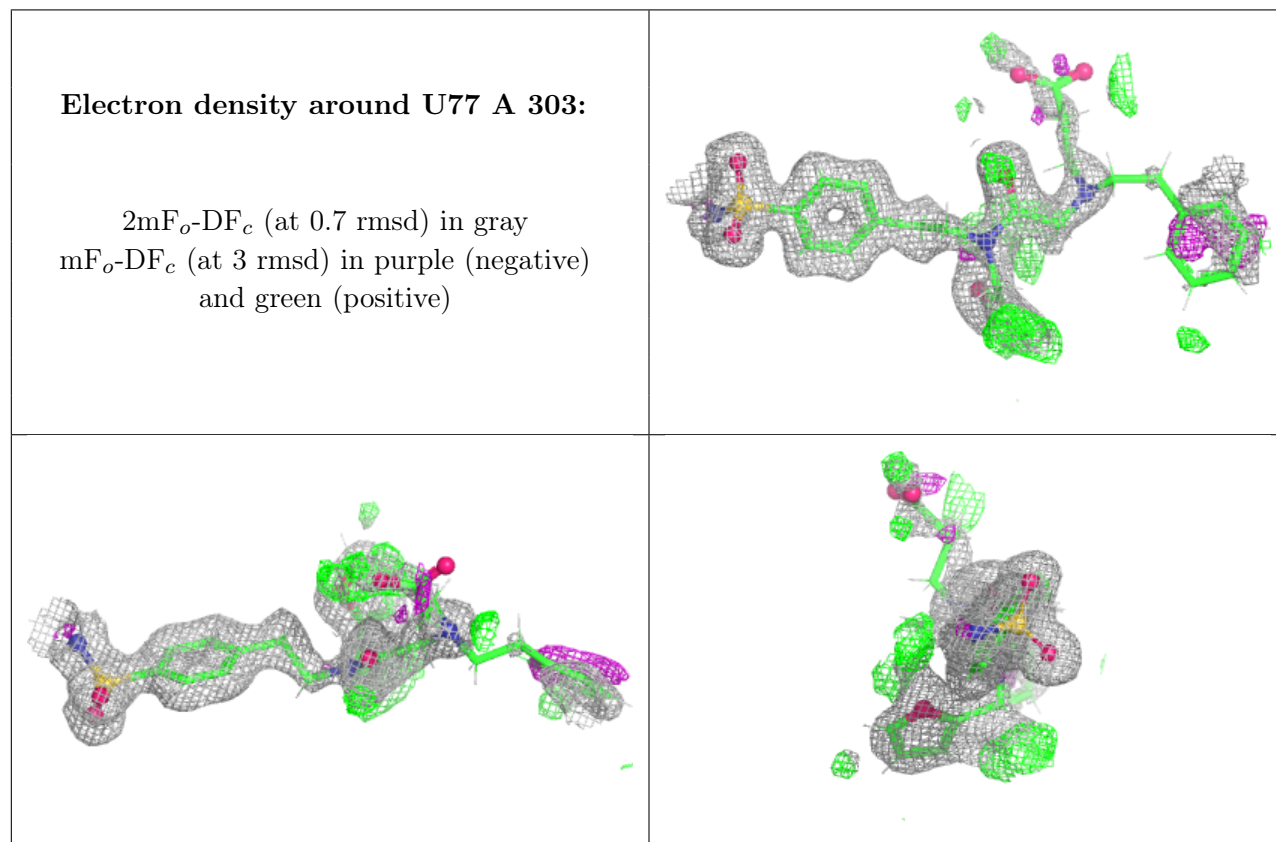 Electron density around U77 A 303:
2mFo-DFc (at 0.7 rmsd) in gray
mFo-DFc (at 3 rmsd) in purple (negative)
and green (positive)